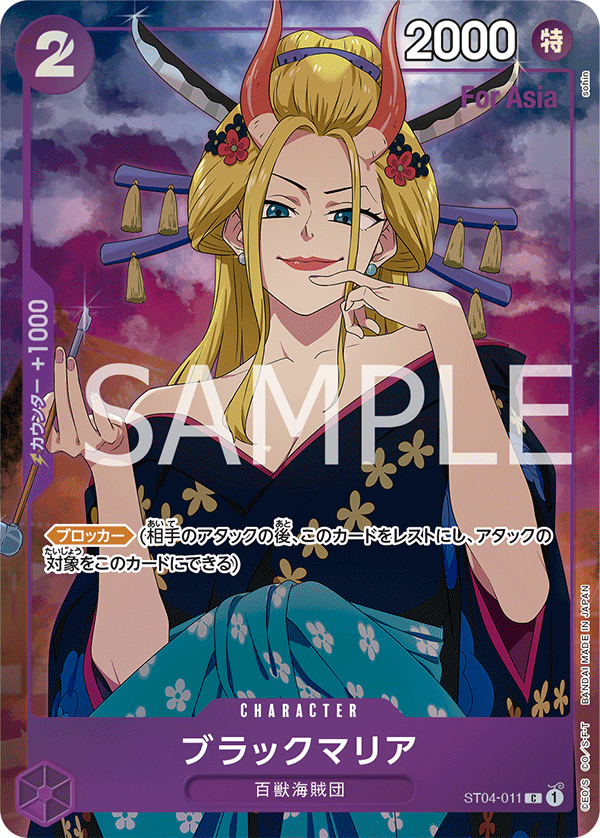 2
2000
特
For Asia
sohin
カウンター +1000
SAMPLE
ブロッカー (相手のアタックの後、このカードをレストにし、アタックの
対象をこのカードにできる)
CHARACTER
ブラックマリア
百獣海賊団
ST04-011 C 1
©E.O/S ©O/S・F・T BANDAI MADE IN JAPAN